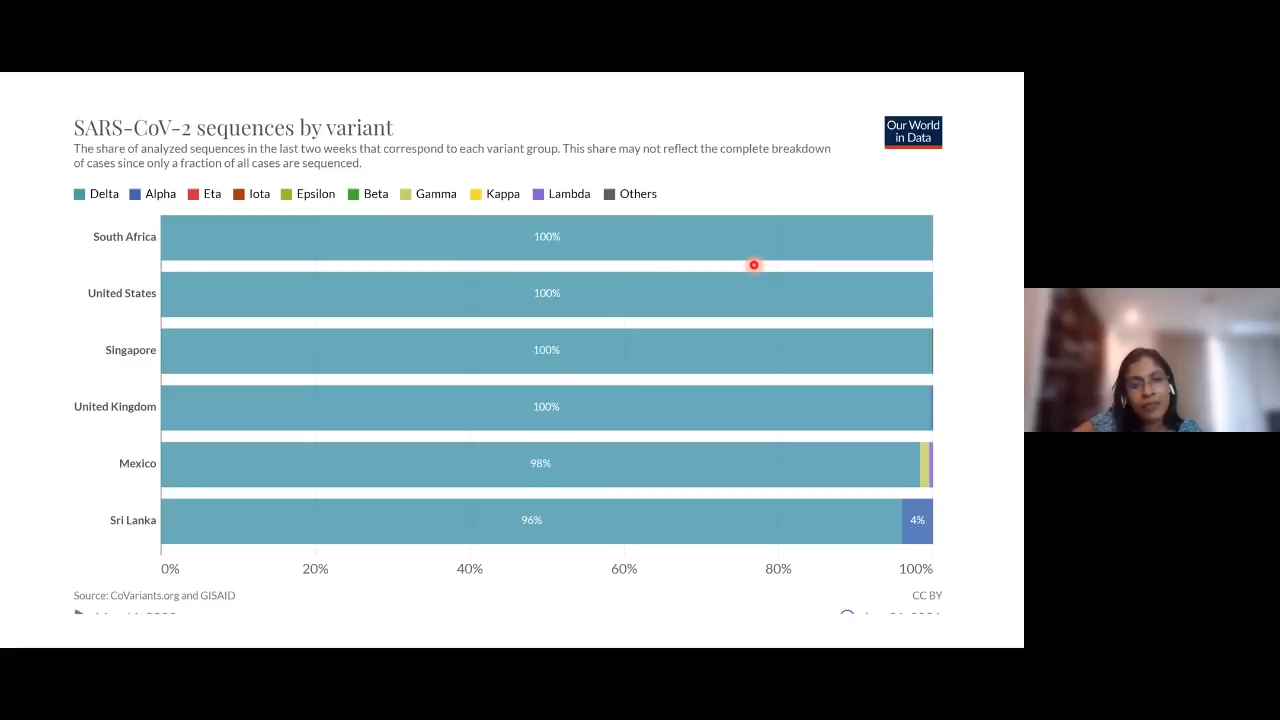 SARS-CoV-2 sequences by variant
Our World
in Data
The share of analyzed sequences in the last two weeks that correspond to each variant group. This share may not reflect the complete breakdown
of cases since only a fraction of all cases are sequenced.
Delta Alpha Eta Iota Epsilon Beta Gamma Kappa Lambda Others
South Africa 100%
United States 100%
Singapore 100%
United Kingdom 100%
Mexico 98%
Sri Lanka 96% 4%
0% 20% 40% 60% 80% 100%
Source: CoVariants.org and GISAID CC BY